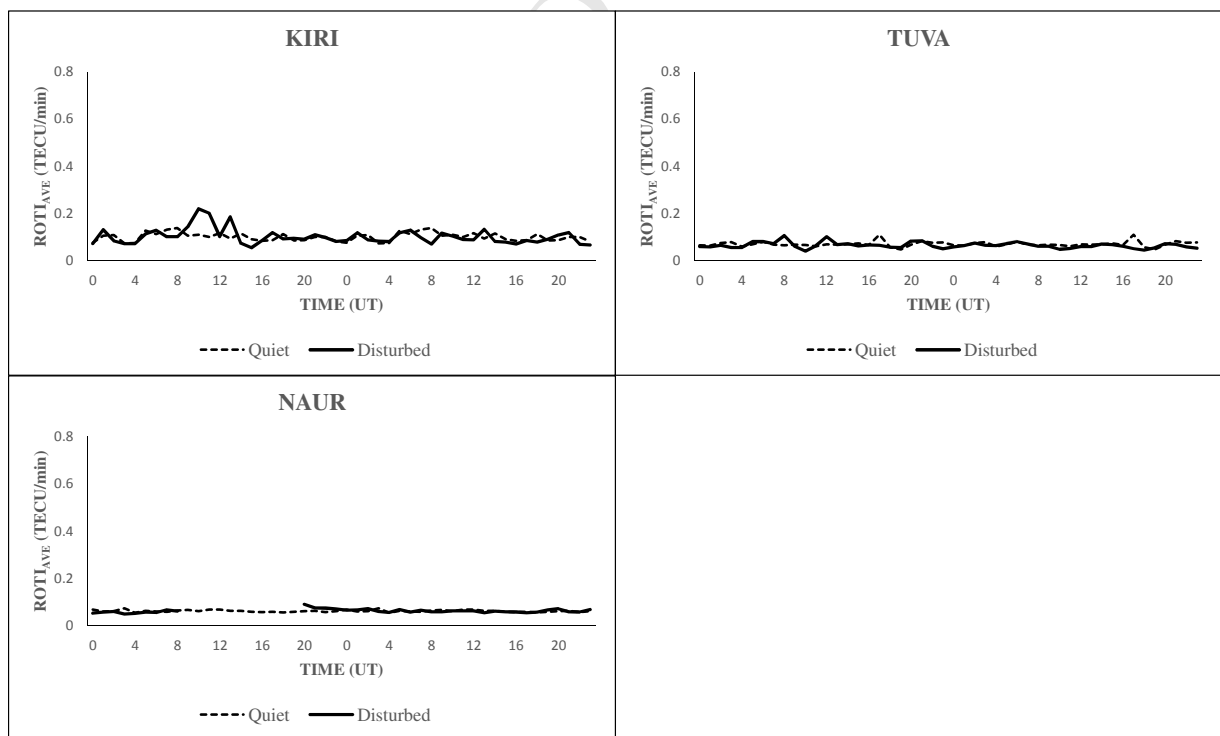 KIRI
0.8
0.6
0.4
0.2
0
ROTIAVE (TECU/min)
0 4 8 12 16 20 0 4 8 12 16 20
TIME (UT)
Quiet Disturbed
TUVA
0.8
0.6
0.4
0.2
0
ROTIAVE (TECU/min)
0 4 8 12 16 20 0 4 8 12 16 20
TIME (UT)
Quiet Disturbed
NAUR
0.8
0.6
0.4
0.2
0
ROTIAVE (TECU/min)
0 4 8 12 16 20 0 4 8 12 16 20
TIME (UT)
Quiet Disturbed